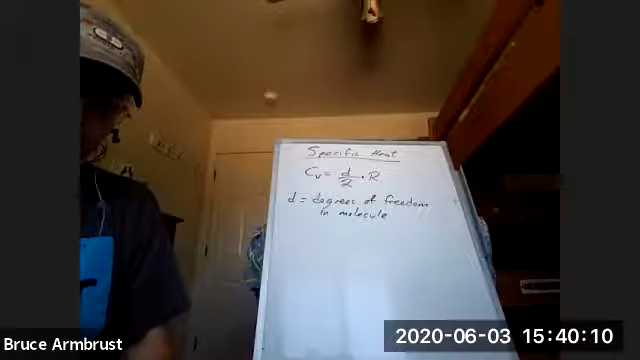 Specific Heat
Cv = d/2 · R
d = degrees of freedom
in molecule
Bruce Armbrust
2020-06-03 15:40:10